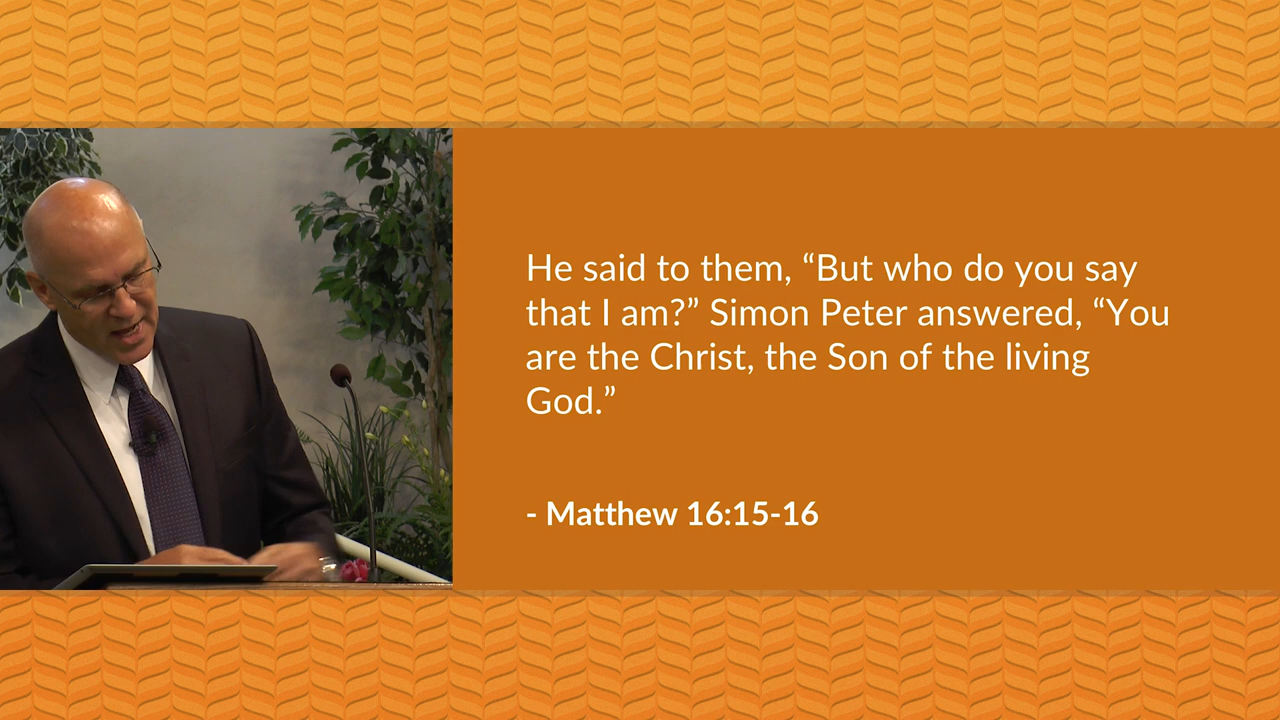 He said to them, “But who do you say
that I am?” Simon Peter answered, “You
are the Christ, the Son of the living
God.”
- Matthew 16:15-16